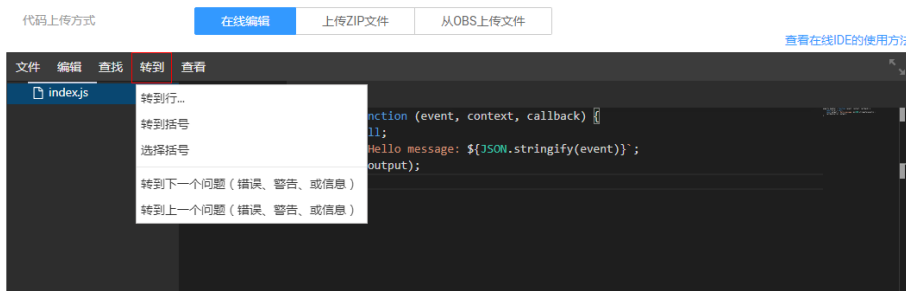 代码上传方式 在线编辑 上传ZIP文件 从OBS上传文件
查看在线IDE的使用方法
文件 编辑 查找 转到 查看
index.js
转到行...
转到括号
选择括号
转到下一个问题（错误、警告、或信息）
转到上一个问题（错误、警告、或信息）
nction (event, context, callback) {
ll;
Hello message: ${JSON.stringify(event)}`;
output);